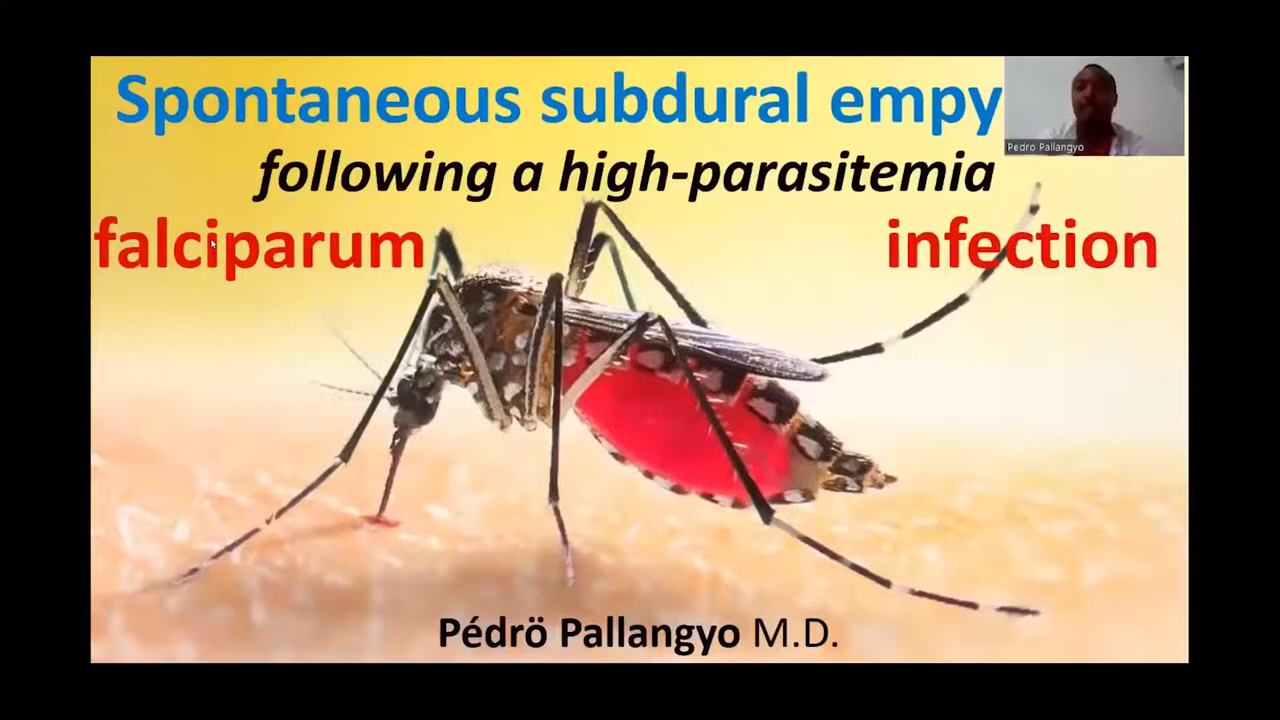 Spontaneous subdural empy
Pedro Pallangyo
following a high-parasitemia
falciparum infection
Pédrö Pallangyo M.D.